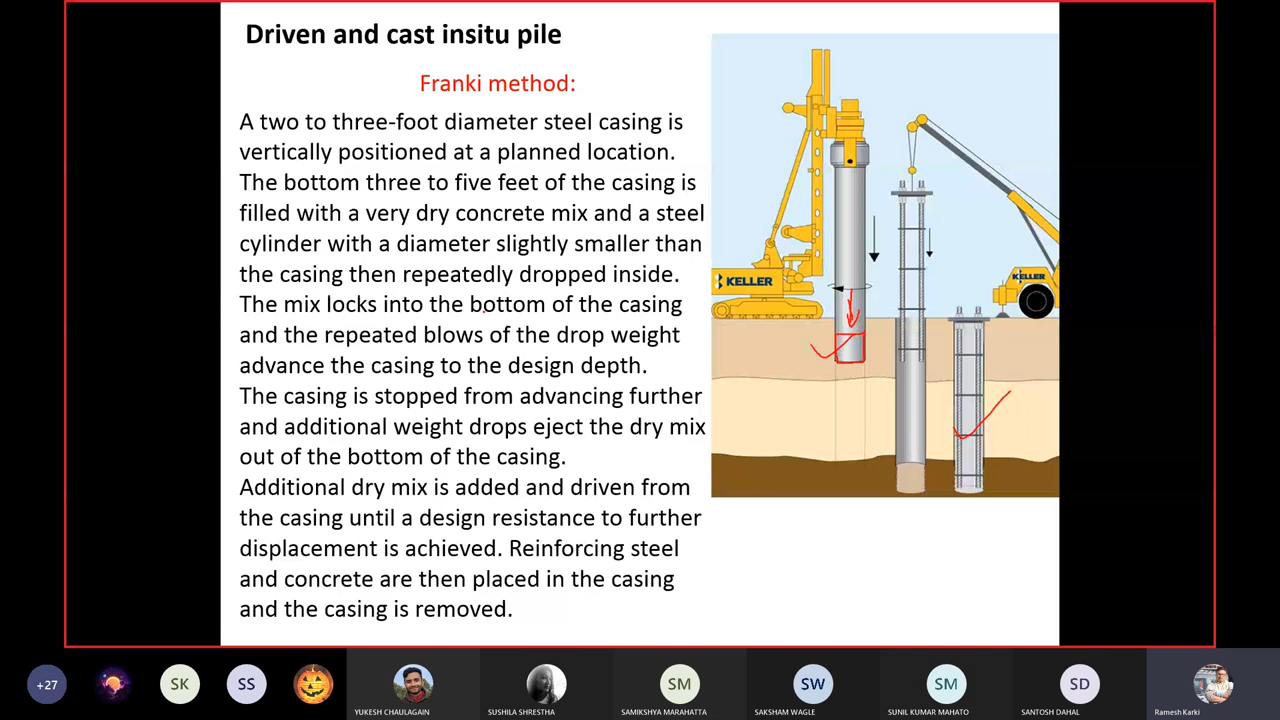 Driven and cast insitu pile
Franki method:
A two to three-foot diameter steel casing is
vertically positioned at a planned location.
The bottom three to five feet of the casing is
filled with a very dry concrete mix and a steel
cylinder with a diameter slightly smaller than
the casing then repeatedly dropped inside.
The mix locks into the bottom of the casing
and the repeated blows of the drop weight
advance the casing to the design depth.
The casing is stopped from advancing further
and additional weight drops eject the dry mix
out of the bottom of the casing.
Additional dry mix is added and driven from
the casing until a design resistance to further
displacement is achieved. Reinforcing steel
and concrete are then placed in the casing
and the casing is removed.
KELLER
KELLER
+27
SK
SS
SM
SW
SM
SD
YUKESH CHAULAGAIN
SUSHILA SHRESTHA
SAMIKSHYA MARAHATTA
SAKSHAM WAGLE
SUNIL KUMAR MAHATO
SANTOSH DAHAL
Ramesh Karki